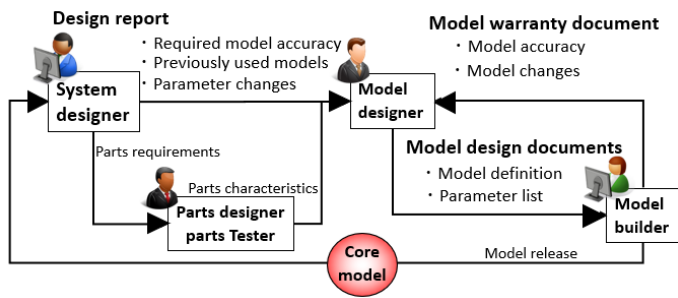 Design report
・Required model accuracy
・Previously used models
・Parameter changes
Model warranty document
・Model accuracy
・Model changes
System
designer
Model
designer
Parts requirements
Parts characteristics
Parts designer
parts Tester
Model design documents
・Model definition
・Parameter list
Model
builder
Core
model
Model release